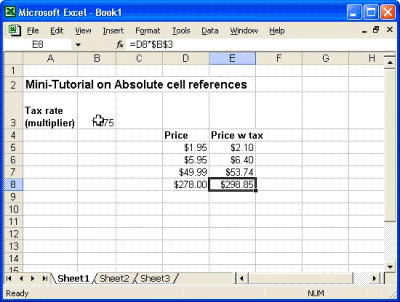 Microsoft Excel - Book1
File Edit View Insert Format Tools Data Window Help
E8 fx =D8*$B$3
A B C D E F G H
1
2 Mini-Tutorial on Absolute cell references
Tax rate
3 (multiplier) 75
4 Price Price w tax
5 $1.95 $2.10
6 $5.95 $6.40
7 $49.99 $53.74
8 $278.00 $298.85
9
10
11
12
13
14
15
Sheet1 Sheet2 Sheet3
Ready NUM